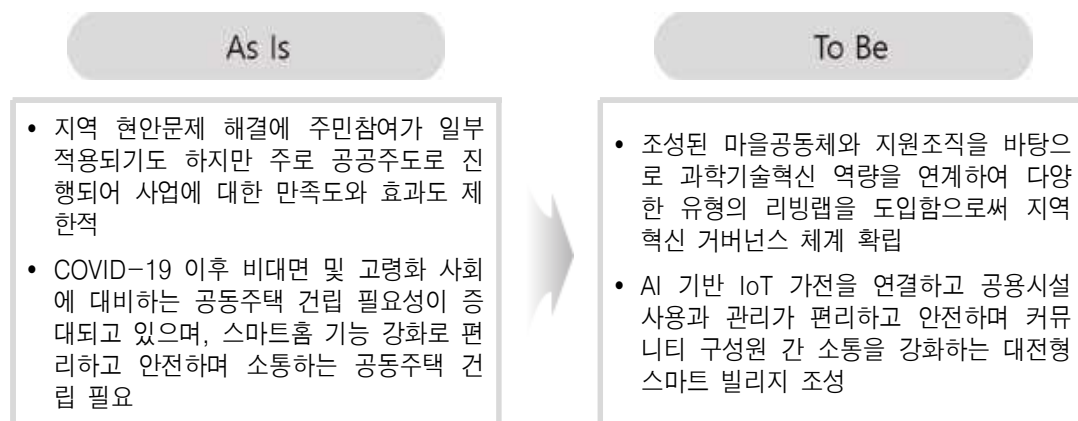 As Is
• 지역 현안문제 해결에 주민참여가 일부
적용되기도 하지만 주로 공공주도로 진
행되어 사업에 대한 만족도와 효과도 제
한적
• COVID-19 이후 비대면 및 고령화 사회
에 대비하는 공동주택 건립 필요성이 증
대되고 있으며, 스마트홈 기능 강화로 편
리하고 안전하며 소통하는 공동주택 건
립 필요
To Be
• 조성된 마을공동체와 지원조직을 바탕으
로 과학기술혁신 역량을 연계하여 다양
한 유형의 리빙랩을 도입함으로써 지역
혁신 거버넌스 체계 확립
• AI 기반 IoT 가전을 연결하고 공용시설
사용과 관리가 편리하고 안전하며 커뮤
니티 구성원 간 소통을 강화하는 대전형
스마트 빌리지 조성